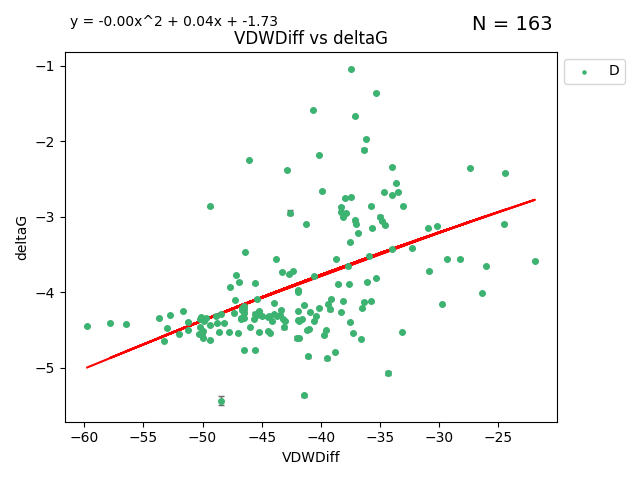 y = -0.00x^2 + 0.04x + -1.73
N = 163
VDWDiff vs deltaG
D
−1
−2
−3
−4
−5
deltaG
−60 −55 −50 −45 −40 −35 −30 −25
VDWDiff